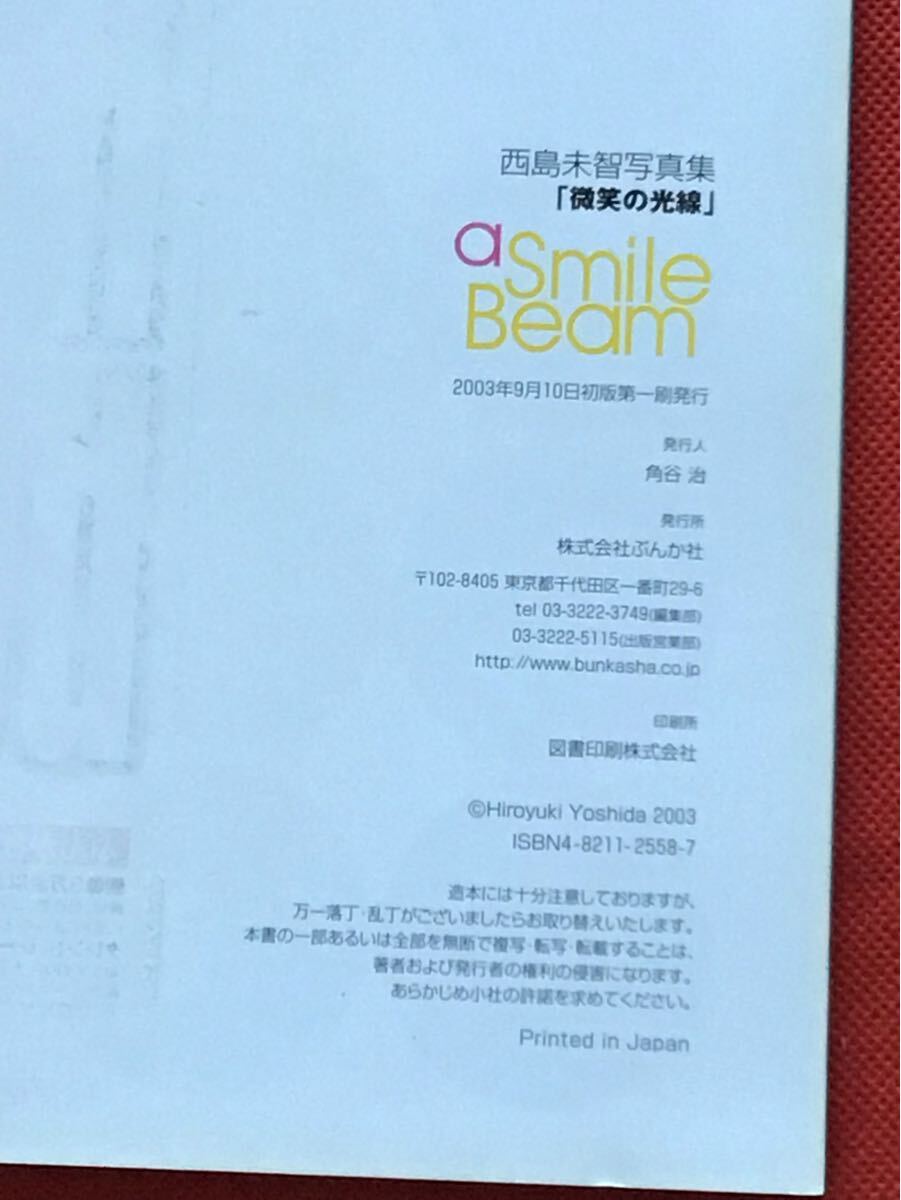 西島未智写真集
「微笑の光線」
a Smile
Beam
2003年9月10日初版第一刷発行
発行人
角谷 治
発行所
株式会社ぶんか社
〒102-8405 東京都千代田区一番町29-6
tel 03-3222-3749(編集部)
03-3222-5115(出版営業部)
http://www.bunkasha.co.jp
印刷所
図書印刷株式会社
©Hiroyuki Yoshida 2003
ISBN4-8211-2558-7
造本には十分注意しておりますが、
万一落丁・乱丁がございましたらお取り替えいたします。
本書の一部あるいは全部を無断で複写・転写・転載することは、
著者および発行者の権利の侵害になります。
あらかじめ小社の許諾を求めてください。
Printed in Japan